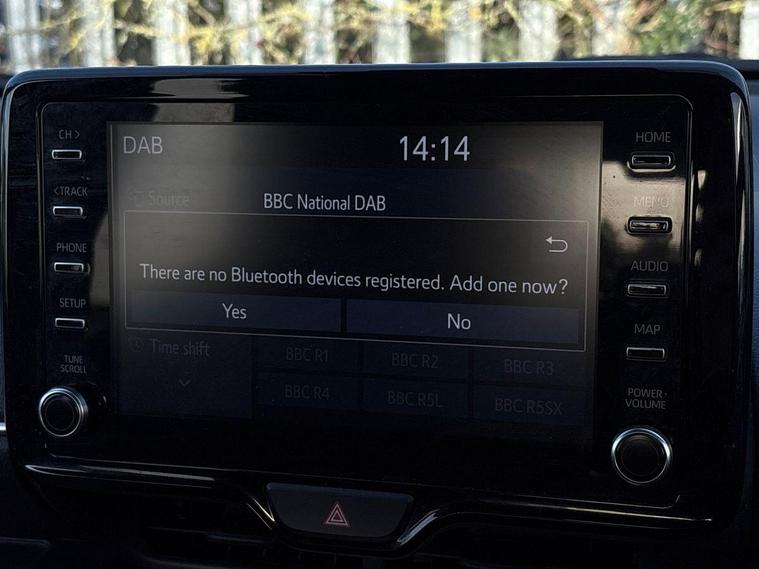 CH >
< TRACK
PHONE
SETUP
TUNE
SCROLL
DAB
14:14
Source
BBC National DAB
There are no Bluetooth devices registered. Add one now?
Yes
No
Time shift
BBC R1
BBC R2
BBC R3
BBC R4
BBC R5L
BBC R5SX
HOME
MENU
AUDIO
MAP
POWER·
VOLUME